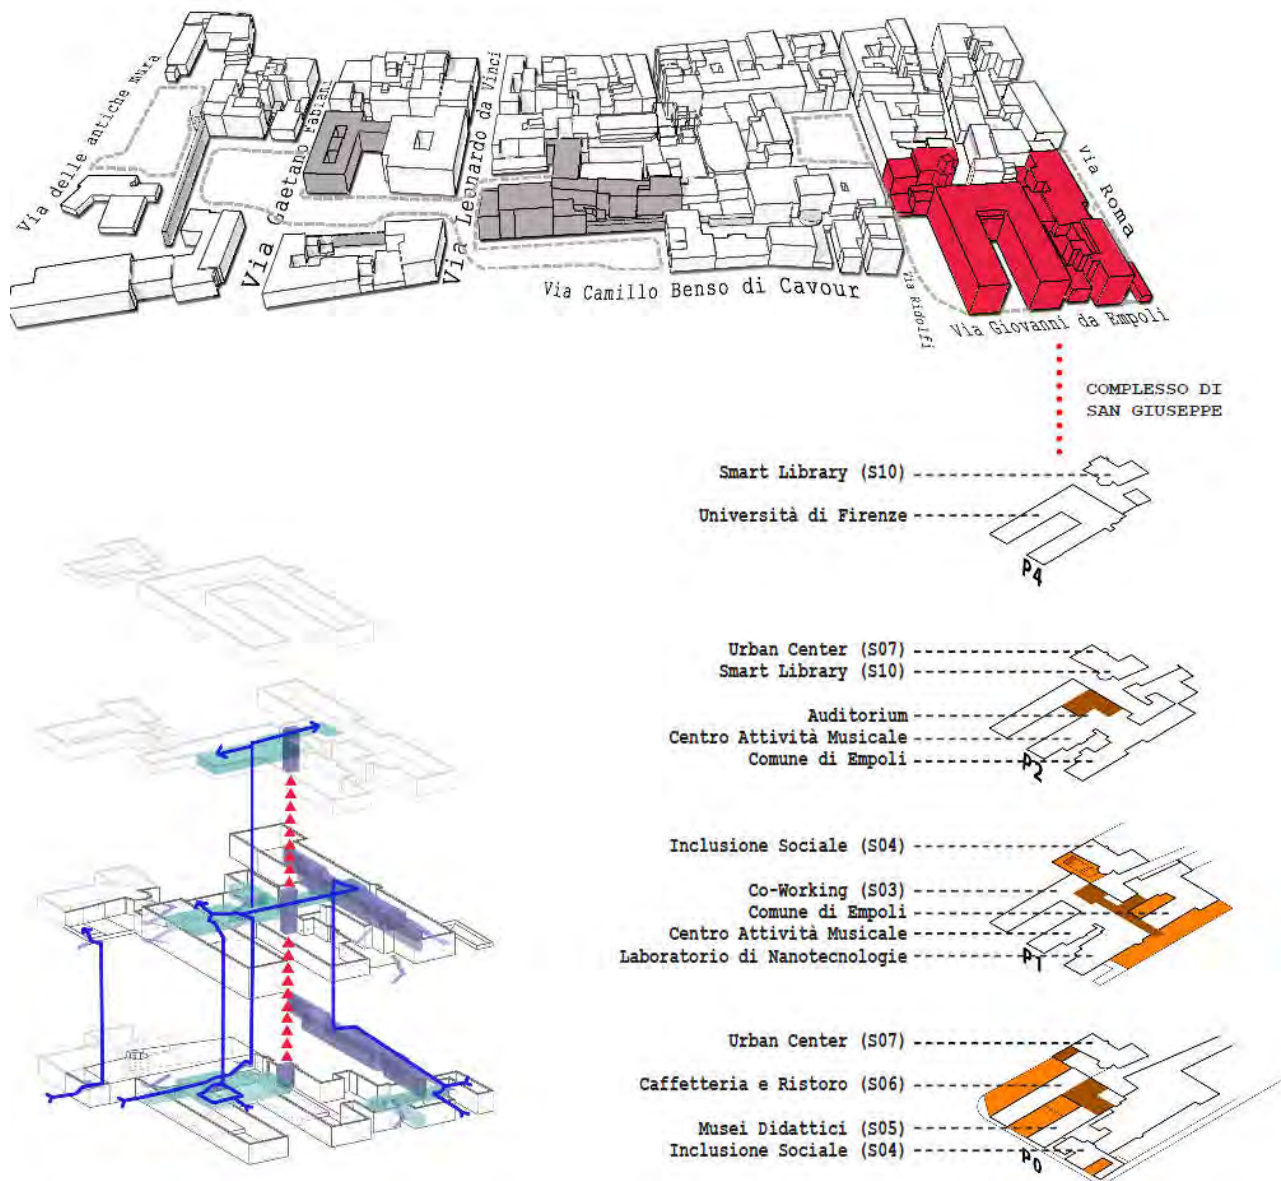 Via delle antiche mura
Via Gaetano Fabiani
Via Leonardo da Vinci
Via Camillo Benso di Cavour
Via Ridolfi
Via Giovanni da Empoli
via Roma
COMPLESSO DI
SAN GIUSEPPE
Smart Library (S10)
Università di Firenze
P4
Urban Center (S07)
Smart Library (S10)
Auditorium
Centro Attività Musicale
Comune di Empoli
P2
Inclusione Sociale (S04)
Co-Working (S03)
Comune di Empoli
Centro Attività Musicale
Laboratorio di Nanotecnologie
P1
Urban Center (S07)
Caffetteria e Ristoro (S06)
Musei Didattici (S05)
Inclusione Sociale (S04)
P0